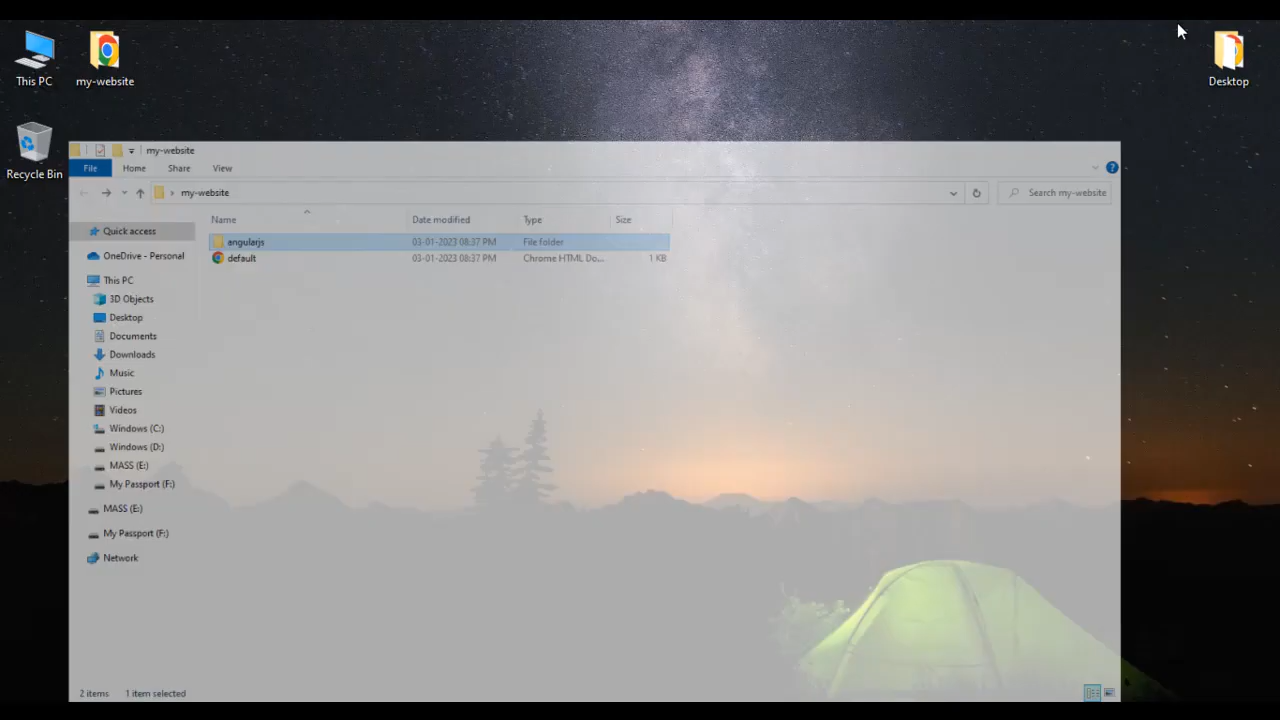 This PC
my-website
Desktop
Recycle Bin
my-website
File Home Share View
my-website
Search my-website
Name Date modified Type Size
angularjs 03-01-2023 08:37 PM File folder
default 03-01-2023 08:37 PM Chrome HTML Do... 1 KB
Quick access
OneDrive - Personal
This PC
3D Objects
Desktop
Documents
Downloads
Music
Pictures
Videos
Windows (C:)
Windows (D:)
MASS (E:)
My Passport (F:)
MASS (E:)
My Passport (F:)
Network
2 items 1 item selected